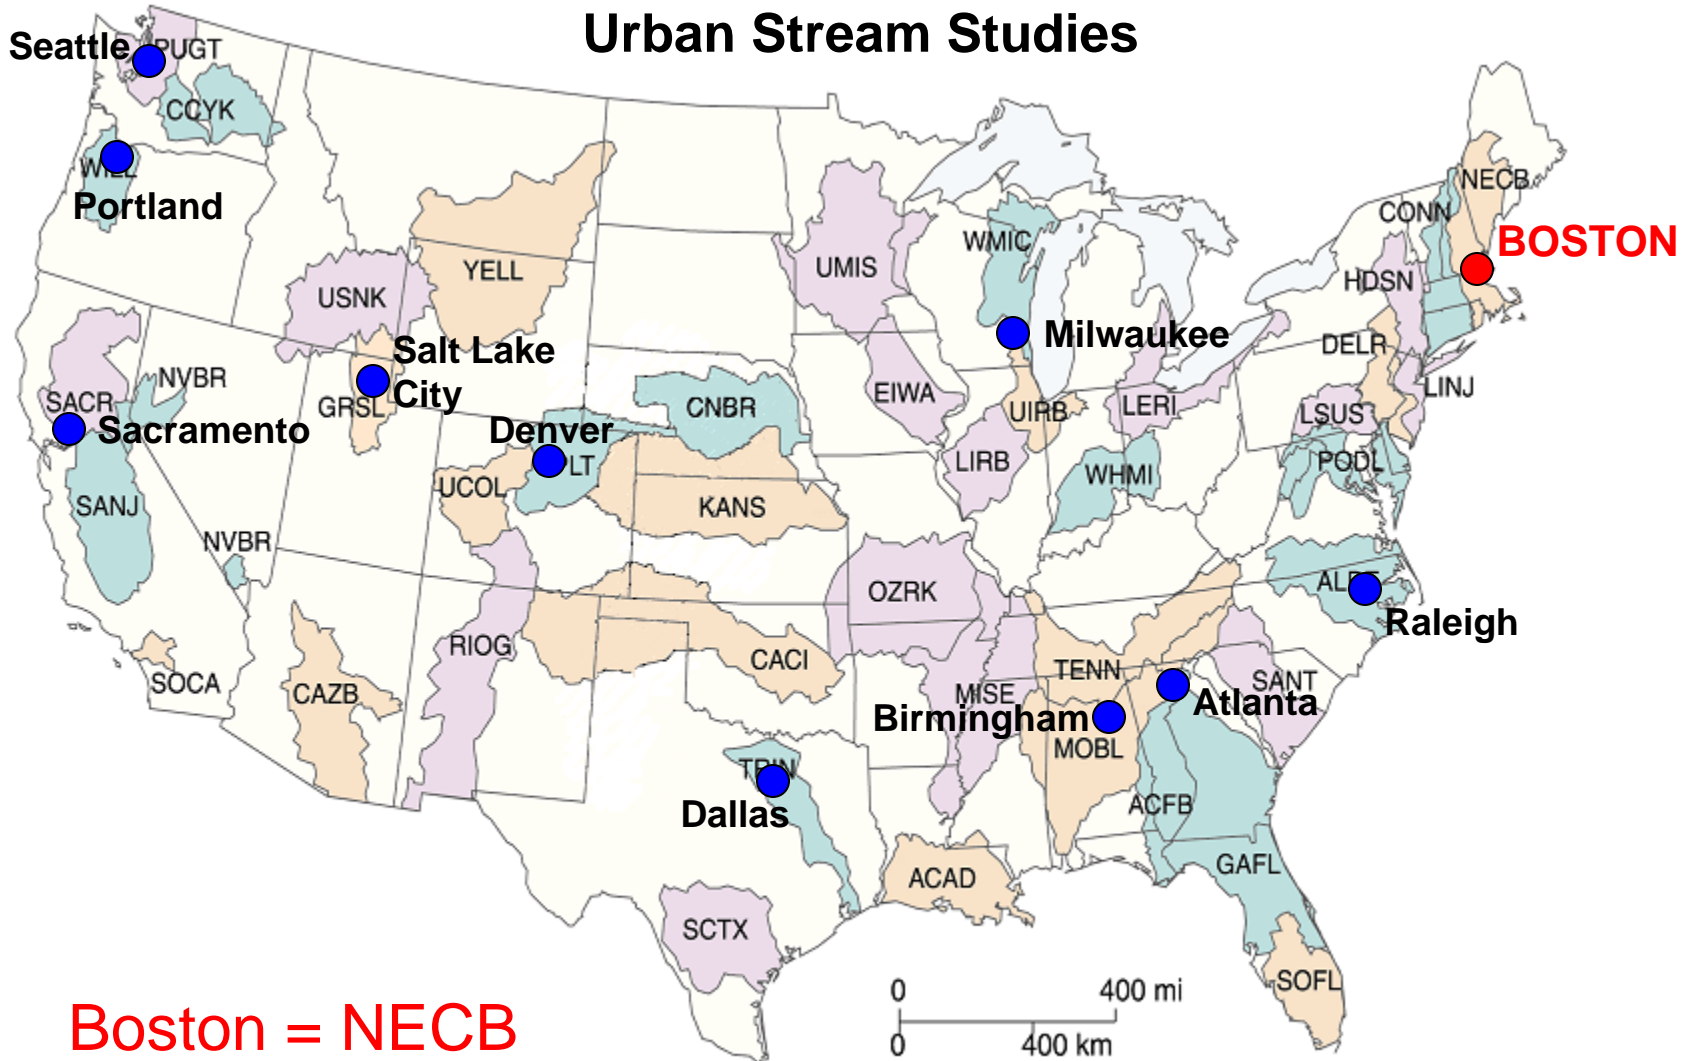 Urban Stream Studies
Seattle
PUGT
CCYK
Portland
NECB
CONN
BOSTON
WMIC
HDSN
UMIS
YELL
USNK
Milwaukee
DELR
Salt Lake
City
NVBR
GRSL
SACR
Sacramento
EIWA
CNBR
UIRB
LERI
LSUS
LINJ
Denver
LT
UCOL
LIRB
WHMI
PODL
SANJ
KANS
NVBR
OZRK
Raleigh
RIOG
CACI
TENN
SOCA
CAZB
MISE
SANT
Atlanta
Birmingham
MOBL
Dallas
ACFB
GAFL
ACAD
SCTX
SOFL
0 400 mi
0 400 km
Boston = NECB